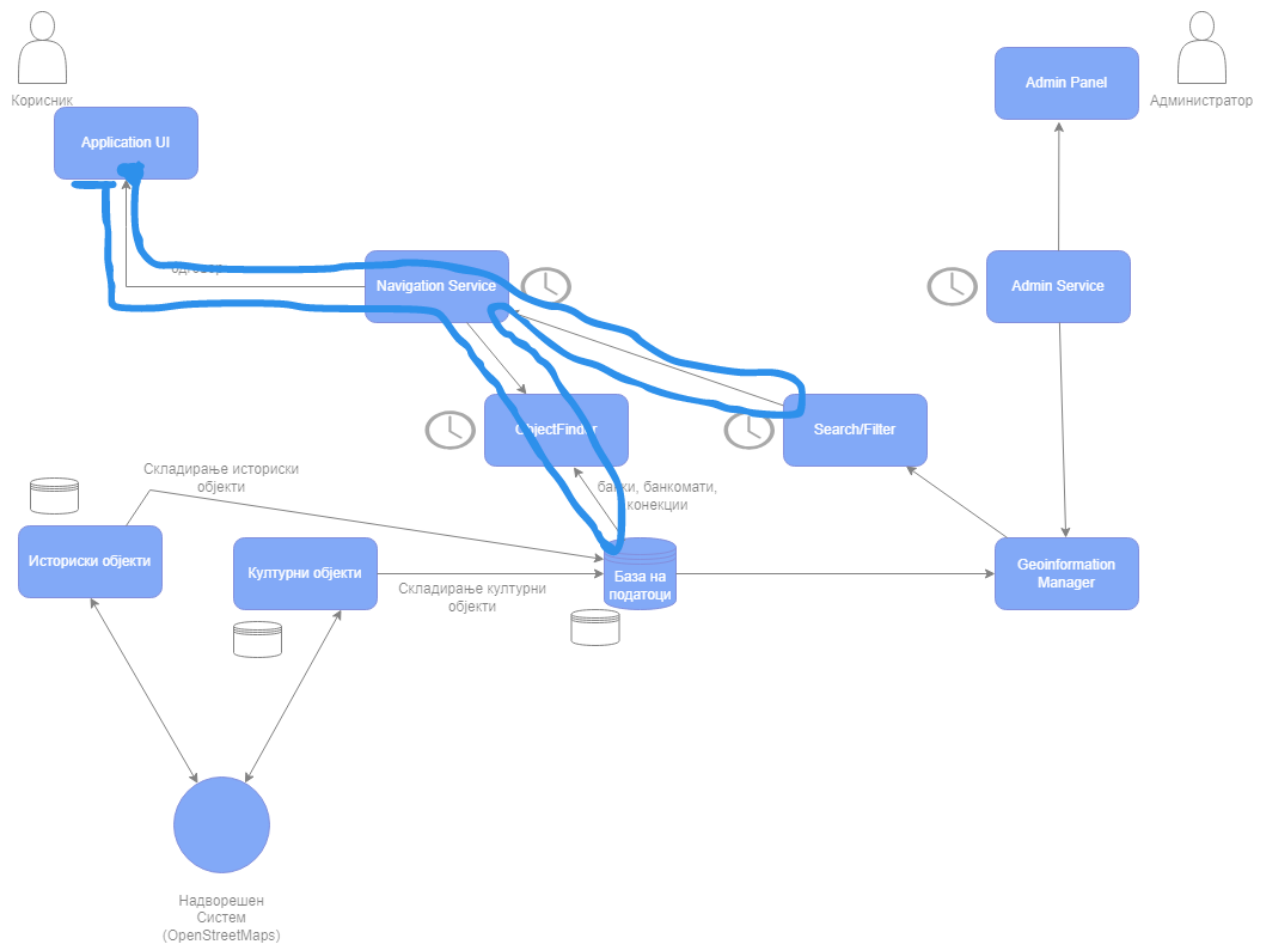 Корисник
Администратор
Admin Panel
Application UI
одговор
Navigation Service
Admin Service
ObjectFinder
Search/Filter
Складирање историски
објекти
банки, банкомати,
конекции
Историски објекти
Културни објекти
Складирање културни
објекти
База на
податоци
Geoinformation
Manager
Надворешен
Систем
(OpenStreetMaps)